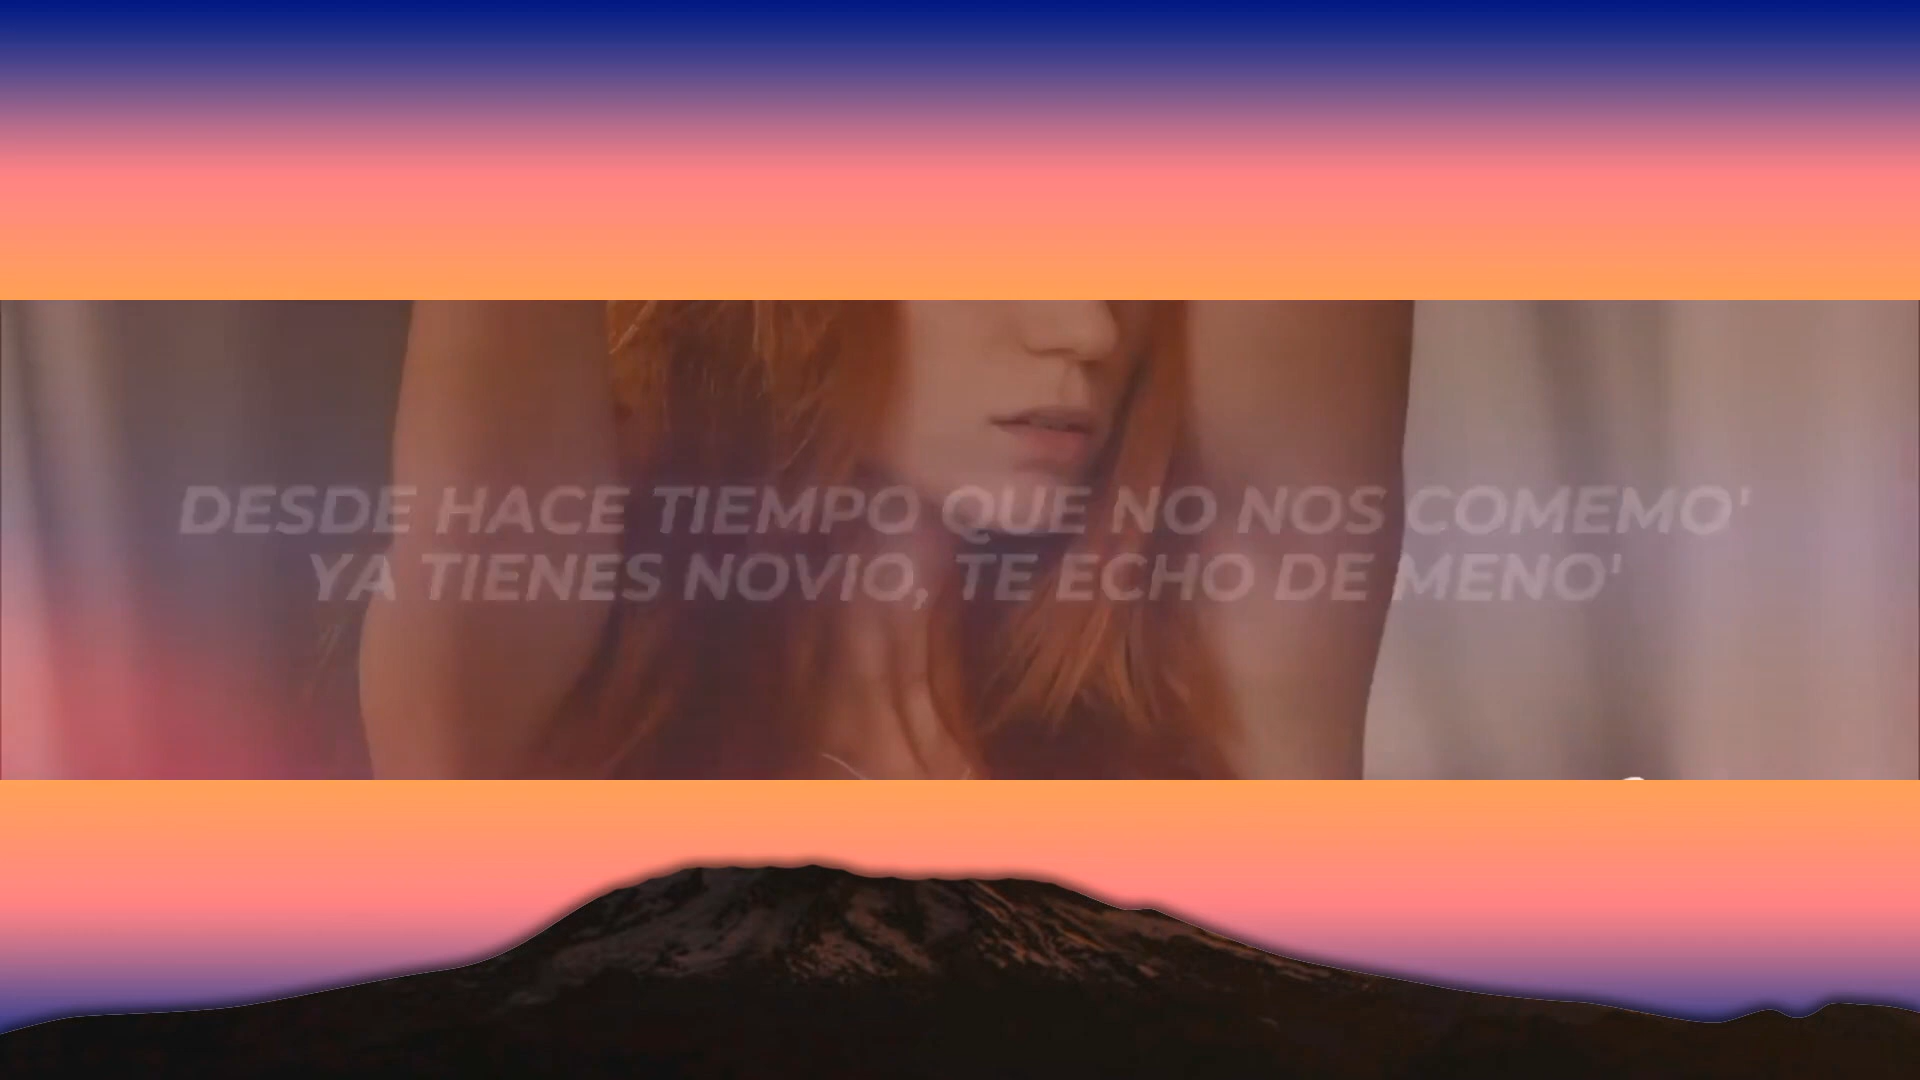 DESDE HACE TIEMPO QUE NO NOS COMEMO'
YA TIENES NOVIO, TE ECHO DE MENO'